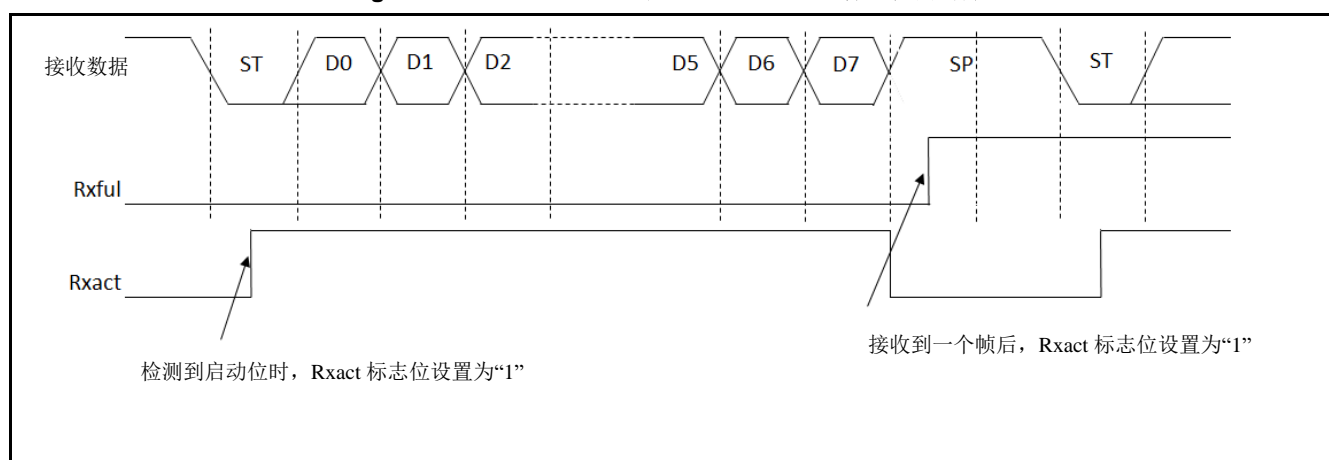 接收数据 ST D0 D1 D2 D5 D6 D7 SP ST
Rxful
Rxact
接收到一个帧后，Rxact 标志位设置为“1”
检测到启动位时，Rxact 标志位设置为“1”